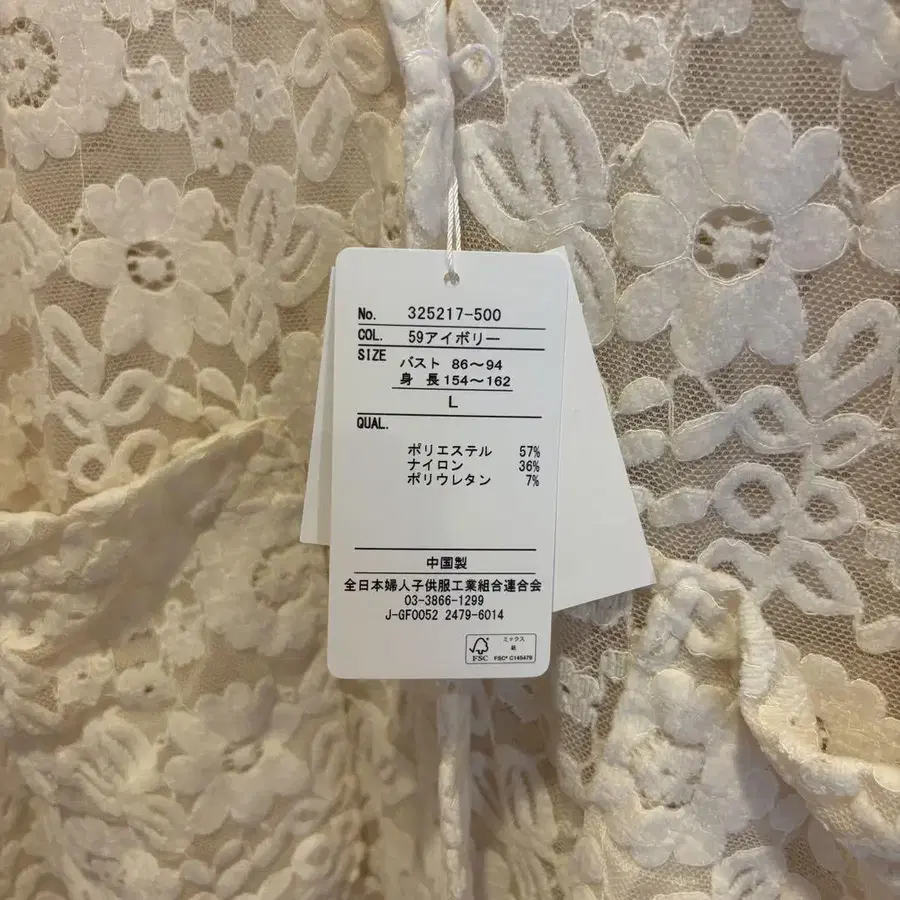 No. 325217-500
COL. 59アイボリー
SIZE
バスト 86〜94
身 長 154〜162
L
QUAL.
ポリエステル 57%
ナイロン 36%
ポリウレタン 7%
中国製
全日本婦人子供服工業組合連合会
03-3866-1299
J-GF0052 2479-6014
ミックス
紙
FSC
FSC® C145479